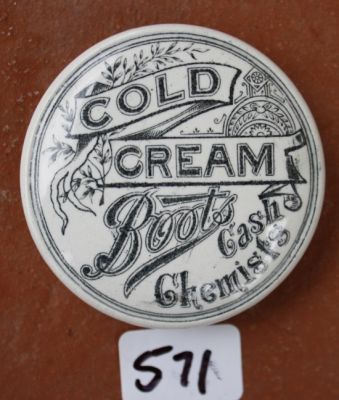 COLD
CREAM
Boots
Cash
Chemists
571